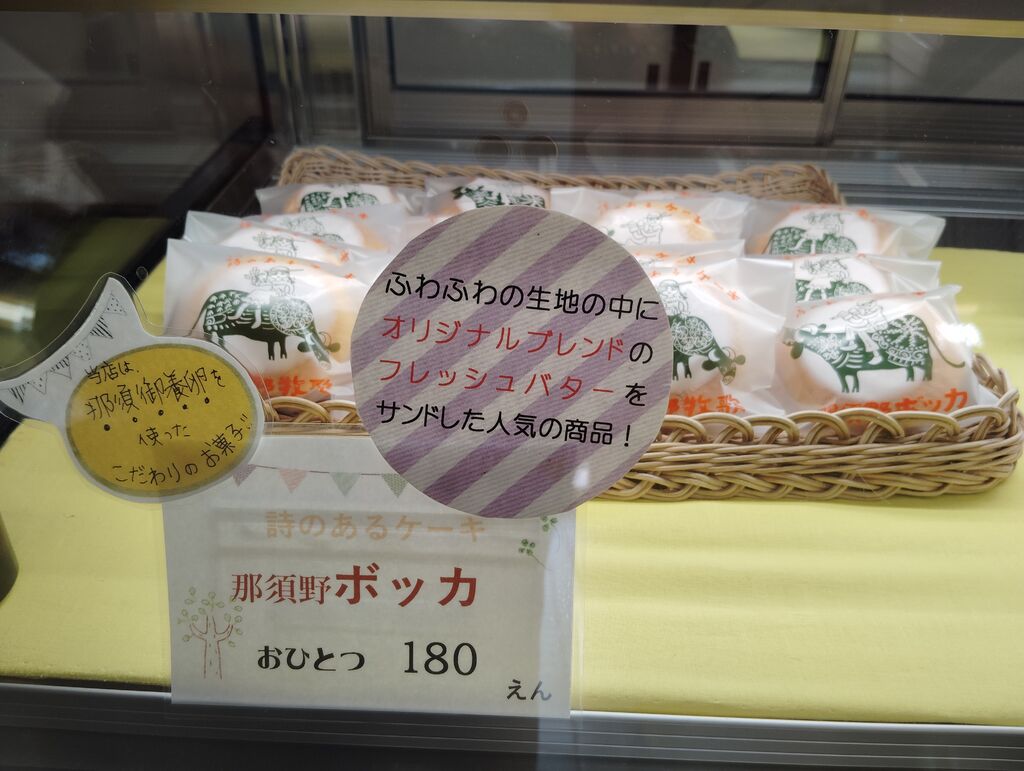 ふわふわの生地の中に
オリジナルブレンドの
フレッシュバターを
サンドした人気の商品！
当店は、
那須御養卵を
使った
こだわりのお菓子
詩のあるケーキ
那須野ボッカ
おひとつ 180
えん
野ボッカ